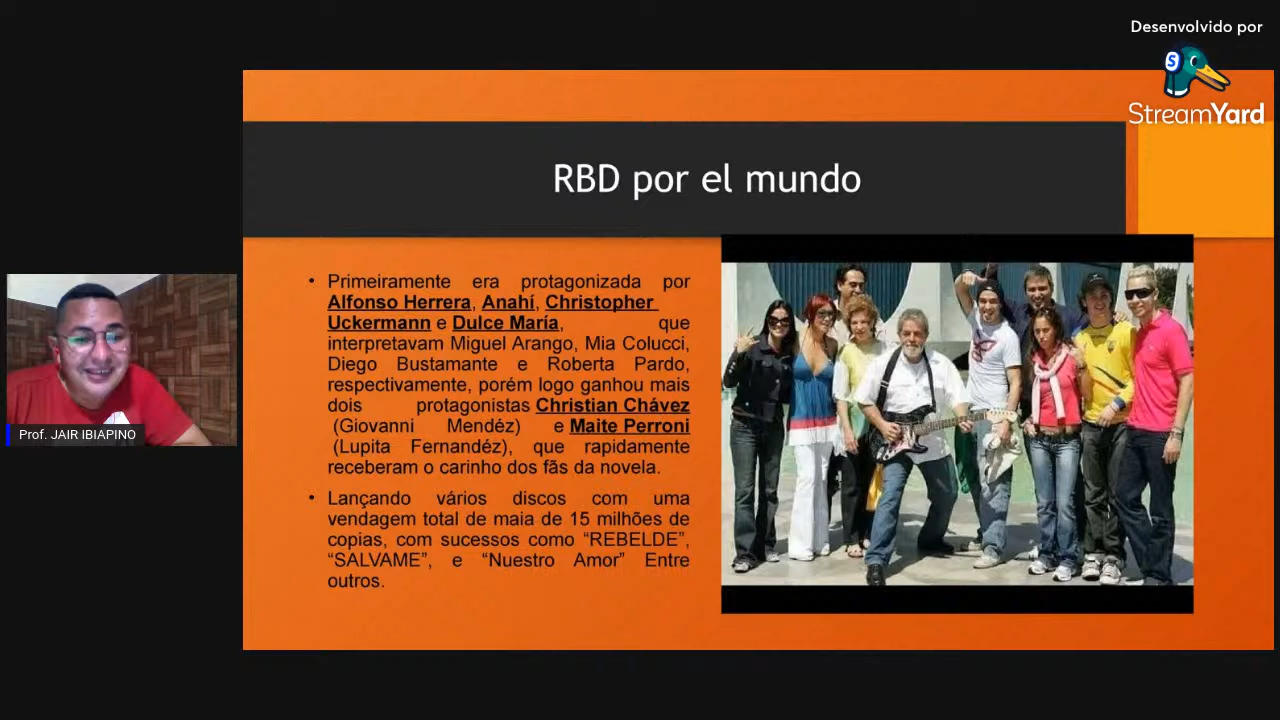 Desenvolvido por
S
StreamYard
RBD por el mundo
• Primeiramente era protagonizada por
Alfonso Herrera, Anahí, Christopher
Uckermann e Dulce María, que
interpretavam Miguel Arango, Mia Colucci,
Diego Bustamante e Roberta Pardo,
respectivamente, porém logo ganhou mais
dois protagonistas Christian Chávez
(Giovanni Mendéz) e Maite Perroni
(Lupita Fernandéz), que rapidamente
receberam o carinho dos fãs da novela.
• Lançando vários discos com uma
vendagem total de maia de 15 milhões de
copias, com sucessos como “REBELDE”,
“SALVAME”, e “Nuestro Amor” Entre
outros.
Prof. JAIR IBIAPINO